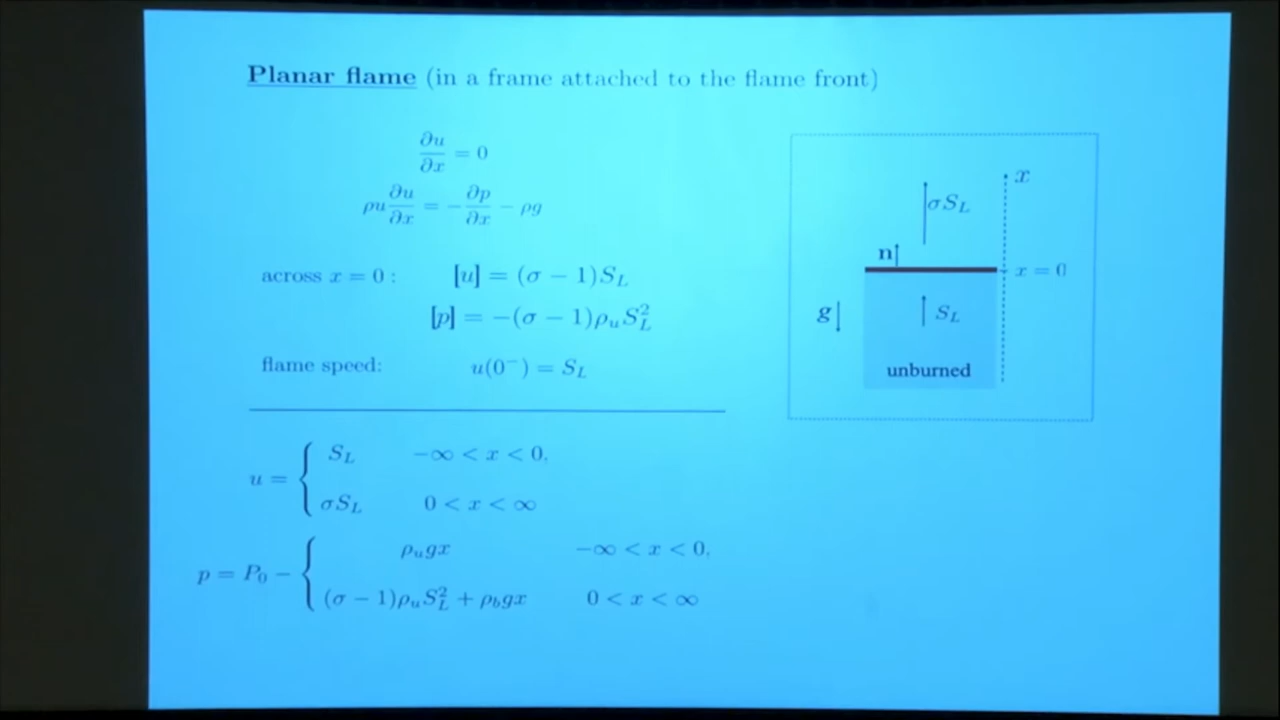 Planar flame (in a frame attached to the flame front)
∂u/∂x = 0
ρu ∂u/∂x = −∂p/∂x − ρg
across x = 0 : [u] = (σ − 1)S_L
[p] = −(σ − 1)ρ_u S_L^2
flame speed: u(0⁻) = S_L
u = { S_L −∞ < x < 0,
σS_L 0 < x < ∞
p = P_0 − { ρ_u gx −∞ < x < 0,
(σ − 1)ρ_u S_L^2 + ρ_b gx 0 < x < ∞
x
σS_L
n
x = 0
g
S_L
unburned